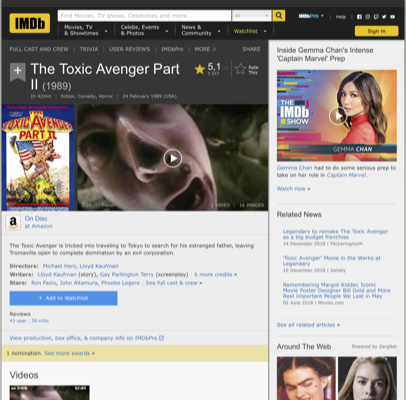 IMDb
Find Movies, TV shows, Celebrities and more...
All
IMDbPro
Help
Movies, TV & Showtimes
Celebs, Events & Photos
News & Community
Watchlist
Sign in
FULL CAST AND CREW | TRIVIA | USER REVIEWS | IMDbPro | MORE
SHARE
The Toxic Avenger Part
II (1989)
5,1
Rate
This
1h 42min | Action, Comedy, Horror | 24 February 1989 (USA)
TOXIC AVENGER
PART II
1 VIDEO | 16 IMAGES
On Disc
at Amazon
The Toxic Avenger is tricked into traveling to Tokyo to search for his estranged father, leaving
Tromaville open to complete domination by an evil corporation.
Directors: Michael Herz, Lloyd Kaufman
Writers: Lloyd Kaufman (story), Gay Partington Terry (screenplay) | 6 more credits »
Stars: Ron Fazio, John Altamura, Phoebe Legere | See full cast & crew »
+ Add to Watchlist
Reviews
43 user | 39 critic
View production, box office, & company info on IMDbPro
1 nomination. See more awards »
Videos
Inside Gemma Chan's Intense
'Captain Marvel' Prep
THE
IMDb
SHOW
GEMMA CHAN
Gemma Chan had to do some serious prep to
take on her role in Captain Marvel.
Watch now »
Related News
Legendary to remake The Toxic Avenger
as a big budget franchise
14 December 2018 | Flickeringmyth
'Toxic Avenger' Movie in the Works at
Legendary
10 December 2018 | Variety
Remembering Margot Kidder, Iconic
Movie Poster Designer Bill Gold and More
Reel Important People We Lost in May
02 June 2018 | Movies.com
See all related articles »
Around The Web
Powered by ZergNet